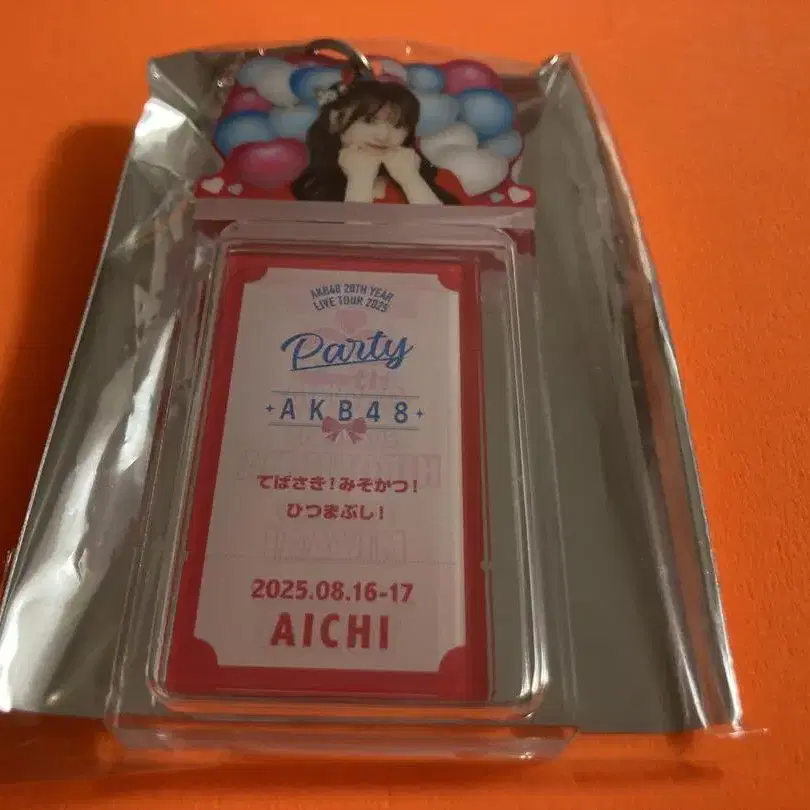 AKB48 20TH YEAR
LIVE TOUR 2025
Party
AKB48
てばさき!みそかつ!
ひつまぶし!
2025.08.16-17
AICHI